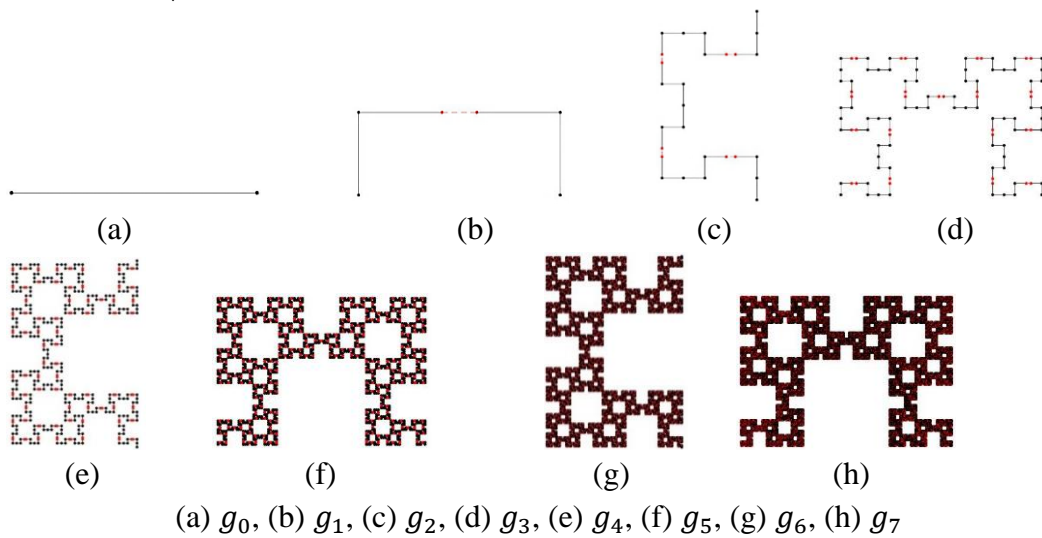 (a) (b) (c) (d)
(e) (f) (g) (h)
(a) 𝑔₀, (b) 𝑔₁, (c) 𝑔₂, (d) 𝑔₃, (e) 𝑔₄, (f) 𝑔₅, (g) 𝑔₆, (h) 𝑔₇